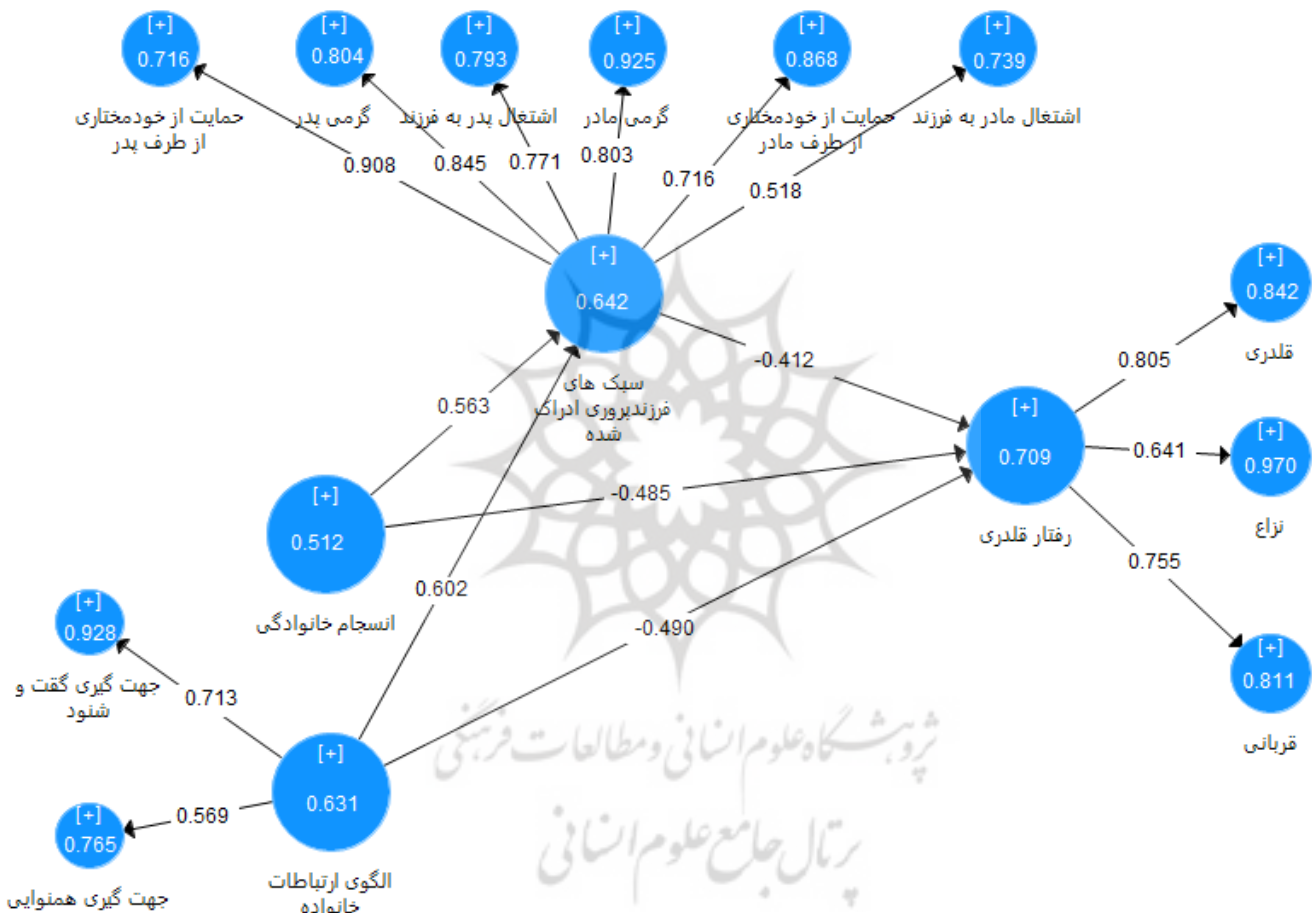 [+] [+] [+] [+] [+] [+]
0.716 0.804 0.793 0.925 0.868 0.739
حمایت از خودمختاری
از طرف پدر
گرمی پدر
اشتغال پدر به فرزند
گرمی مادر
حمایت از خودمختاری
از طرف مادر
اشتغال مادر به فرزند
0.908 0.845 0.771 0.803 0.716 0.518
[+]
0.642
سبک های
فرزندپروری ادراک
شده
[+]
0.842
قلدری
0.805
-0.412
[+]
0.709
رفتار قلدری
0.641
[+]
0.970
نزاع
0.755
[+]
0.811
قربانی
0.563
-0.485
[+]
0.512
انسجام خانوادگی
0.602
-0.490
[+]
0.928
جهت گیری گقت و
شنود
0.713
[+]
0.631
الگوی ارتباطات
خانواده
0.569
[+]
0.765
جهت گیری همنوایی
پژوهشگاه علوم انسانی و مطالعات فرهنگی
پرتال جامع علوم انسانی